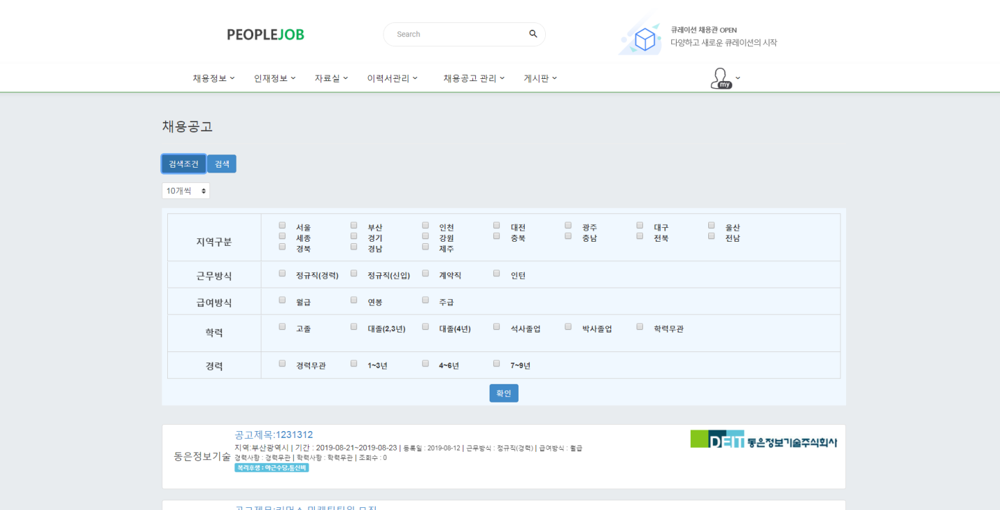 PEOPLEJOB
Search
큐레이션 채용관 OPEN
다양하고 새로운 큐레이션의 시작
채용정보 인재정보 자료실 이력서관리 채용공고 관리 게시판 my
채용공고
검색조건 검색
10개씩
지역구분
서울 부산 인천 대전 광주 대구 울산
세종 경기 강원 충북 충남 전북 전남
경북 경남 제주
근무방식 정규직(경력) 정규직(신입) 계약직 인턴
급여방식 월급 연봉 주급
학력 고졸 대졸(2,3년) 대졸(4년) 석사졸업 박사졸업 학력무관
경력 경력무관 1~3년 4~6년 7~9년
확인
공고제목:1231312
지역:부산광역시 | 기간 : 2019-08-21~2019-08-23 | 등록일 : 2019-08-12 | 근무방식 : 정규직(경력) | 급여방식 : 월급
동은정보기술 경력사항 : 경력무관 | 학력사항 : 학력무관 | 조회수 : 0
복리후생 : 야근수당,통신비
DEIT 동은정보기술주식회사